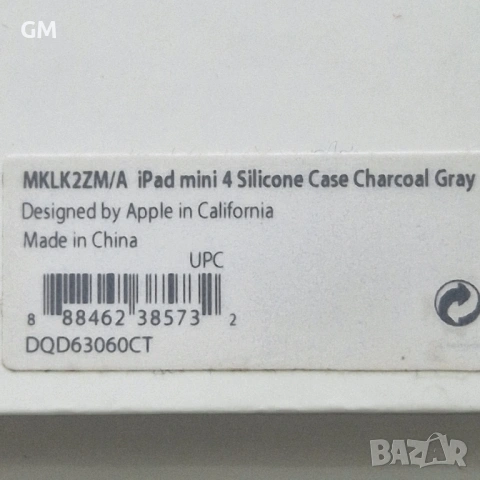 GM
MKLK2ZM/A iPad mini 4 Silicone Case Charcoal Gray
Designed by Apple in California
Made in China
UPC
8 88462 38573 2
DQD63060CT
BAZAR